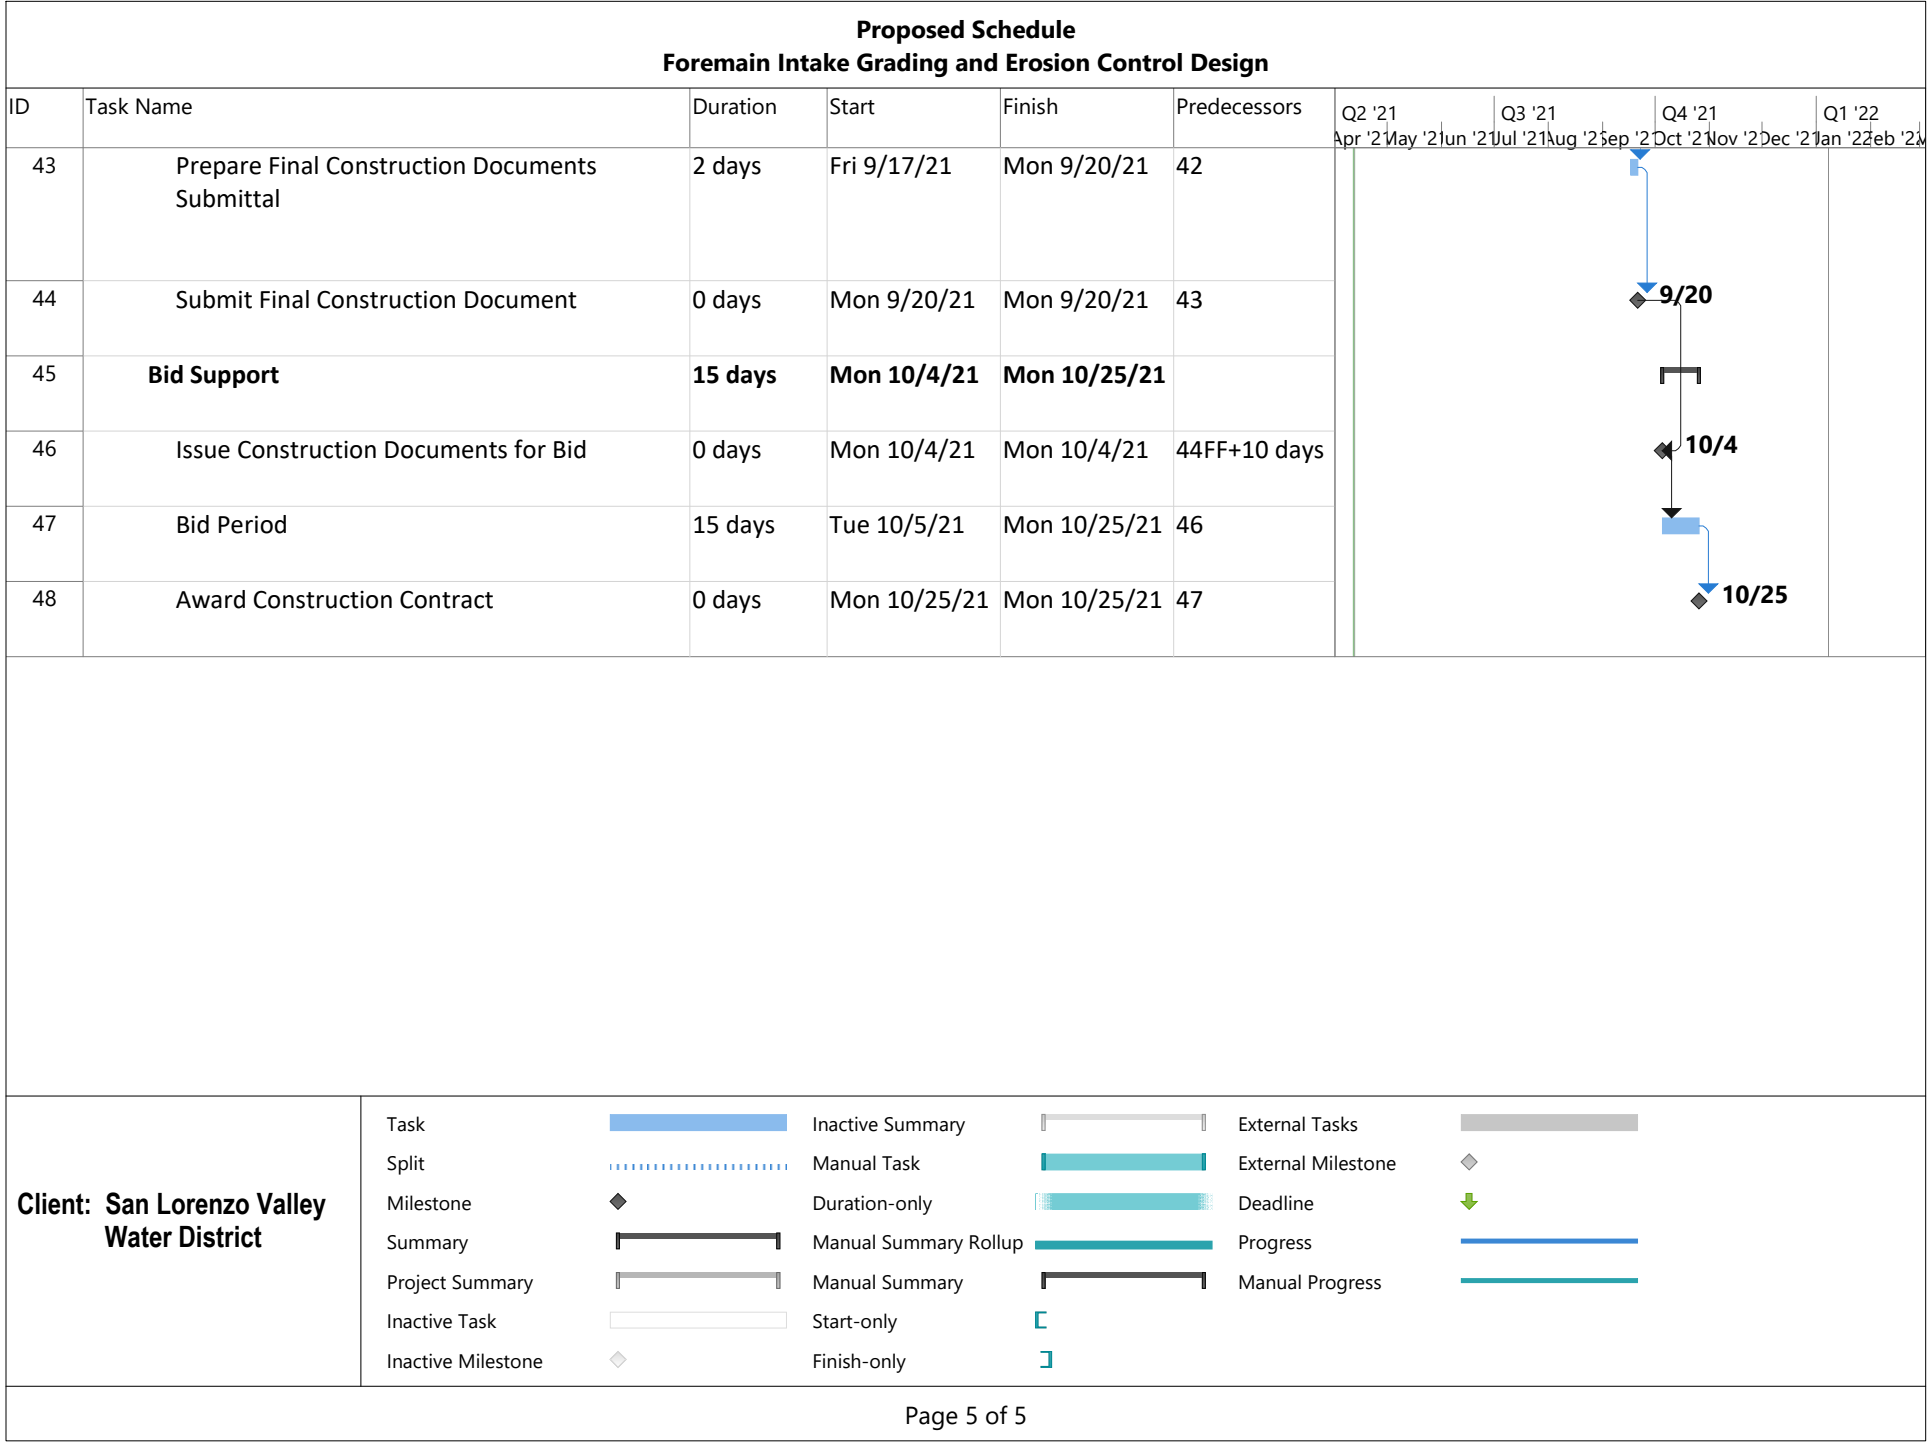 Proposed Schedule
Foremain Intake Grading and Erosion Control Design
ID Task Name Duration Start Finish Predecessors
Q2 '21 Q3 '21 Q4 '21 Q1 '22
43 Prepare Final Construction Documents 2 days Fri 9/17/21 Mon 9/20/21 42
Submittal
44 Submit Final Construction Document 0 days Mon 9/20/21 Mon 9/20/21 43 9/20
45 Bid Support 15 days Mon 10/4/21 Mon 10/25/21
46 Issue Construction Documents for Bid 0 days Mon 10/4/21 Mon 10/4/21 44FF+10 days 10/4
47 Bid Period 15 days Tue 10/5/21 Mon 10/25/21 46
48 Award Construction Contract 0 days Mon 10/25/21 Mon 10/25/21 47 10/25
Client: San Lorenzo Valley
Water District
Task Inactive Summary External Tasks
Split Manual Task External Milestone
Milestone Duration-only Deadline
Summary Manual Summary Rollup Progress
Project Summary Manual Summary Manual Progress
Inactive Task Start-only
Inactive Milestone Finish-only
Page 5 of 5